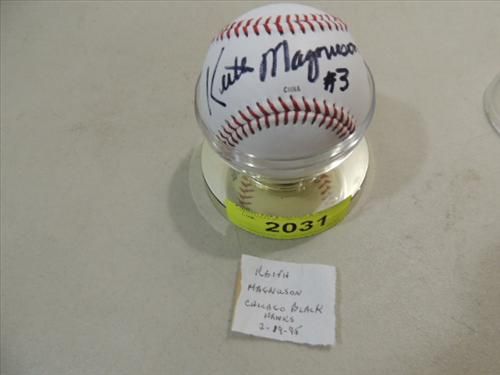 Keith Magnuson
#3
CHINA
2031
KEITH
MAGNUSON
CHICAGO BLACK
HAWKS
2-19-95